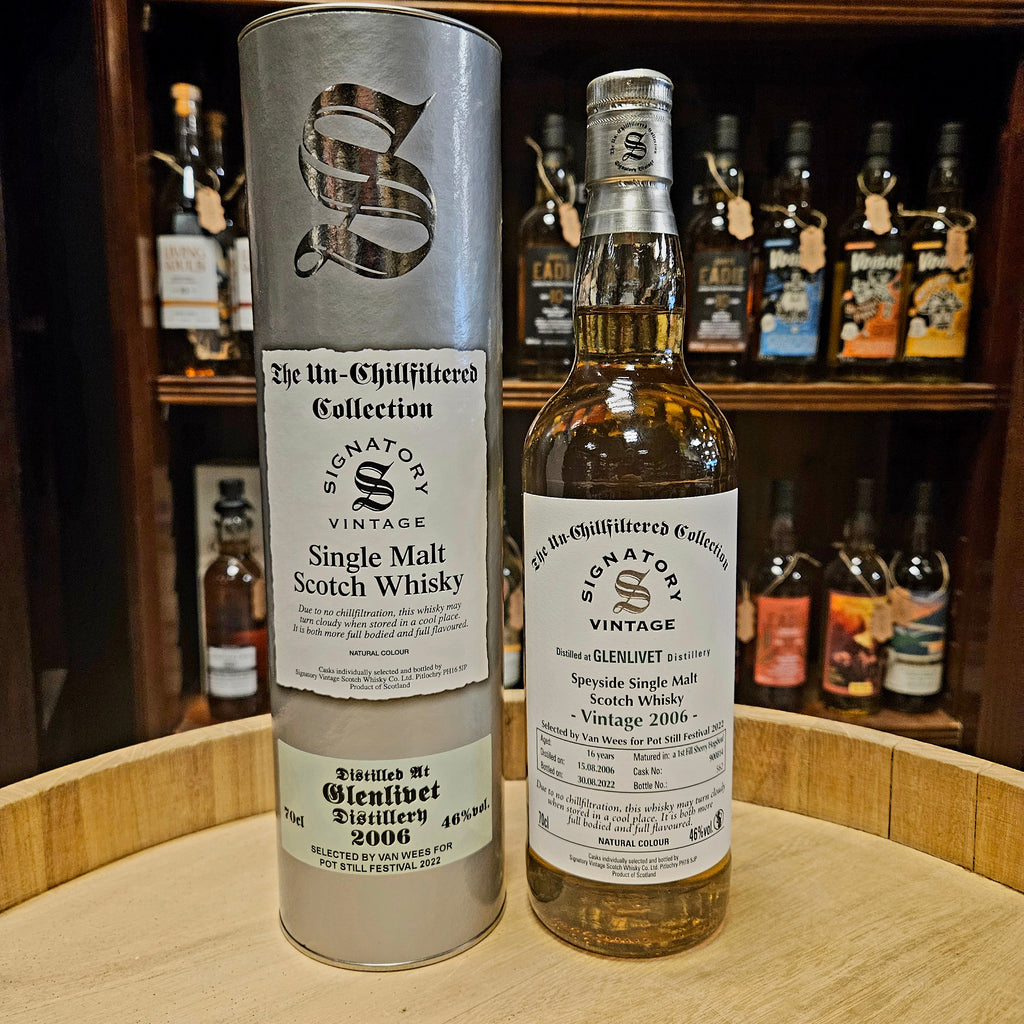 S
The Un-Chillfiltered
Collection
SIGNATORY
S
VINTAGE
Single Malt
Scotch Whisky
Due to no chillfiltration, this whisky may
turn cloudy when stored in a cool place.
It is both more full bodied and full flavoured.
NATURAL COLOUR
Casks individually selected and bottled by
Signatory Vintage Scotch Whisky Co. Ltd. Pitlochry PH16 5JP
Product of Scotland
Distilled At
Glenlivet
Distillery
70cl 2006 46%vol.
SELECTED BY VAN WEES FOR
POT STILL FESTIVAL 2022
S
The Un-Chillfiltered Collection
SIGNATORY
S
VINTAGE
Distilled at GLENLIVET Distillery
Speyside Single Malt
Scotch Whisky
- Vintage 2006 -
Selected by Van Wees for Pot Still Festival 2022
Aged: 16 years Matured in: a 1st Fill Sherry Hogshead
Distilled on: 15.08.2006 Cask No:
Bottled on: 30.08.2022 Bottle No.:
Due to no chillfiltration, this whisky may turn cloudy
when stored in a cool place. It is both more
full bodied and full flavoured.
70cl NATURAL COLOUR 46%vol
Casks individually selected and bottled by
Signatory Vintage Scotch Whisky Co. Ltd. Pitlochry PH16 5JP
Product of Scotland
LIVING
SOULS
EADIE
EADIE